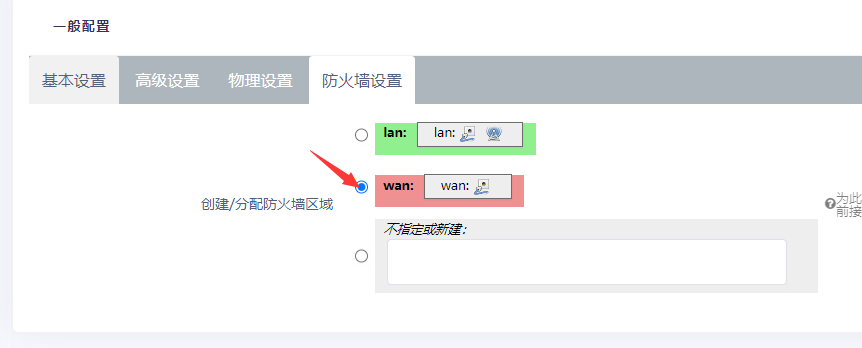 一般配置
基本设置 高级设置 物理设置 防火墙设置
lan: lan:
wan: wan:
创建/分配防火墙区域
为此
前接
不指定或新建：